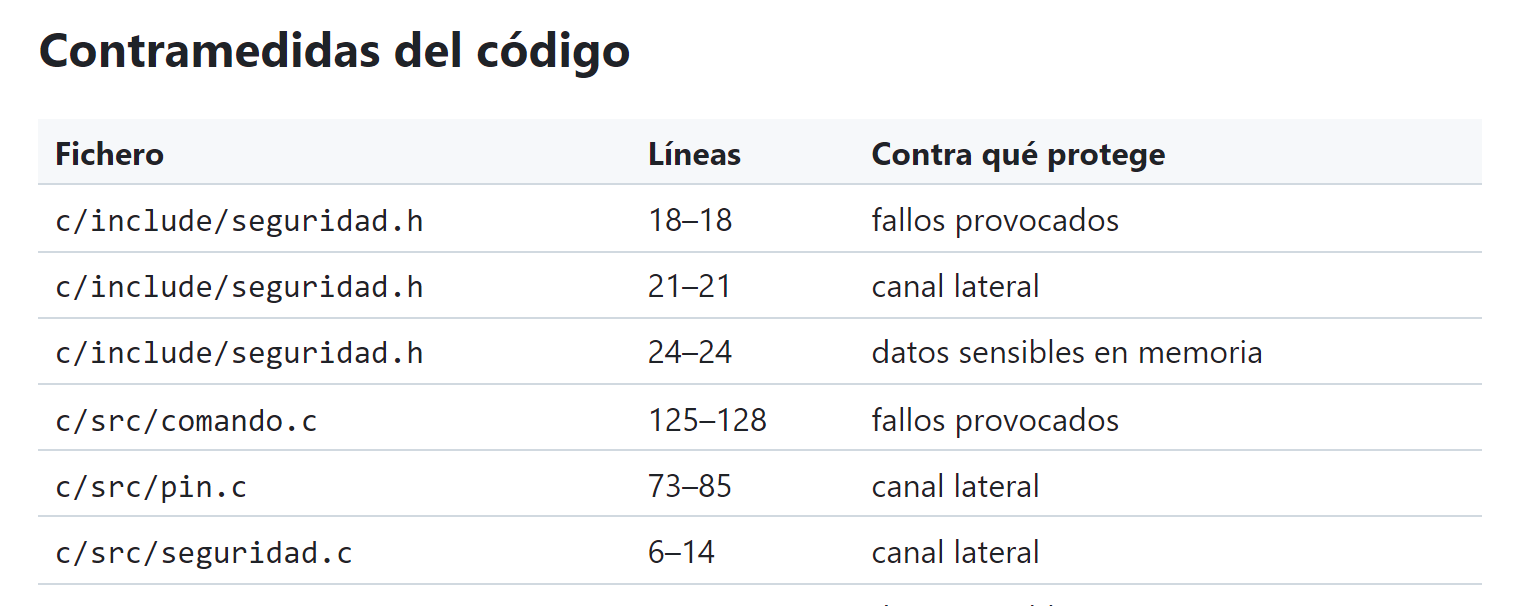 Contramedidas del código
Fichero Líneas Contra qué protege
c/include/seguridad.h 18–18 fallos provocados
c/include/seguridad.h 21–21 canal lateral
c/include/seguridad.h 24–24 datos sensibles en memoria
c/src/comando.c 125–128 fallos provocados
c/src/pin.c 73–85 canal lateral
c/src/seguridad.c 6–14 canal lateral